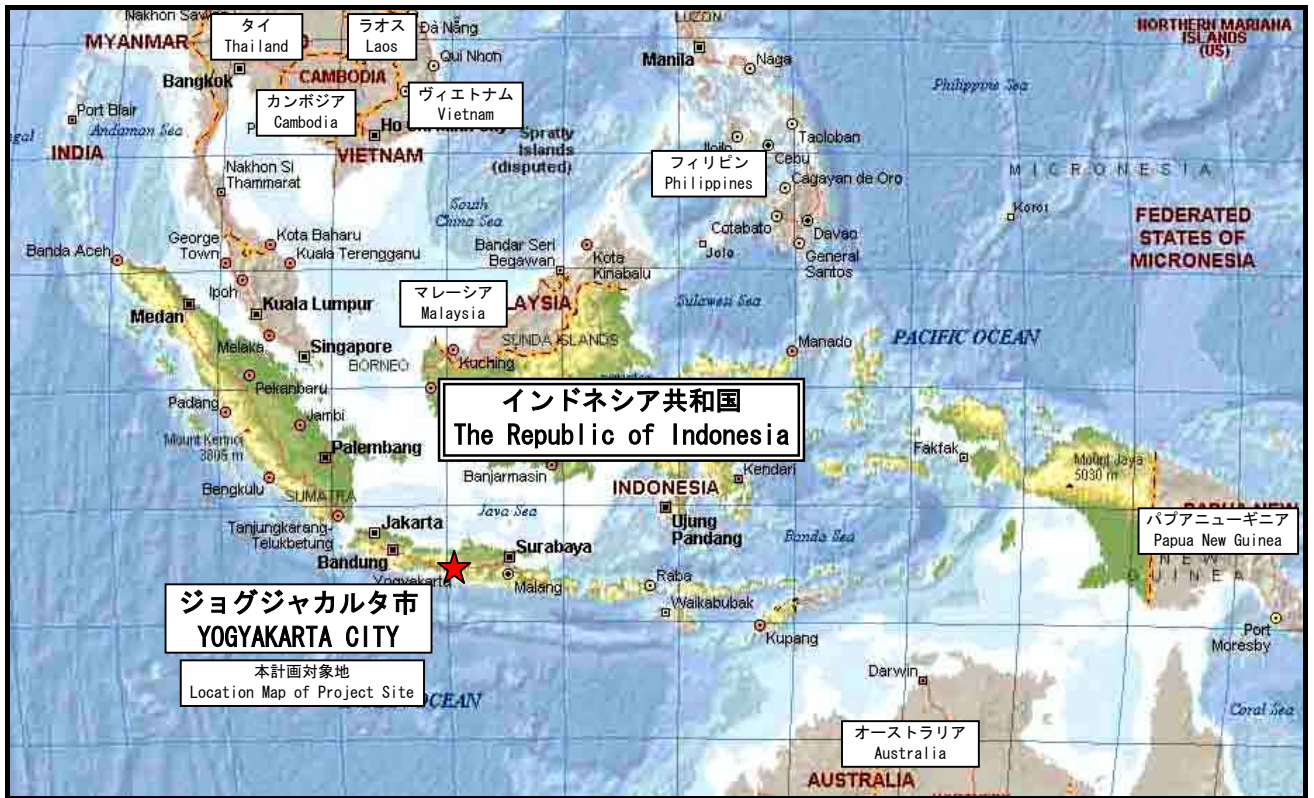 Nakhon Sawan
タイ
Thailand
ラオス
Laos
Đà Nẵng
LUZON
NORTHERN MARIANA
ISLANDS
(US)
MYANMAR
Manila
Naga
Qui Nhon
Bangkok
CAMBODIA
Philippine Sea
カンボジア
Cambodia
ヴィエトナム
Vietnam
Port Blair
Andaman Sea
INDIA
VIETNAM
Spratly
Islands
(disputed)
Iloilo
Taoloban
Cebu
フィリピン
Philippines
Cagayan de Oro
MICRONESIA
Nakhon Si
Thammarat
South
China Sea
Koror
FEDERATED
STATES OF
MICRONESIA
Cotabato
Davao
Jolo
General
Santos
George
Town
Kota Baharu
Kuala Terengganu
Banda Aceh
Bandar Seri
Begawan
Kota
Kinabalu
Ipoh
マレーシア
Malaysia
LAYSIA
Sulawesi Sea
Medan
Kuala Lumpur
Melaka
Singapore
SUNDA ISLANDS
PACIFIC OCEAN
Manado
BORNEO
Kuching
Pekanbaru
インドネシア共和国
The Republic of Indonesia
Padang
Jambi
Mount Kerinci
3805 m
Palembang
Fakfak
Mount Jaya
5030 m
Bengkulu
SUMATRA
Banjarmasin
Kendari
INDONESIA
Java Sea
Tanjungkarang-
Telukbetung
Jakarta
Ujung
Pandang
Banda Sea
PAPUA NEW
パプアニューギニア
Papua New Guinea
NEW
GUINEA
Bandung
Surabaya
Yogyakarta
Malang
Raba
Waikabubak
Kupang
ジョグジャカルタ市
YOGYAKARTA CITY
Port
Moresby
本計画対象地
Location Map of Project Site
OCEAN
Darwin
Coral Sea
オーストラリア
Australia
AUSTRALIA